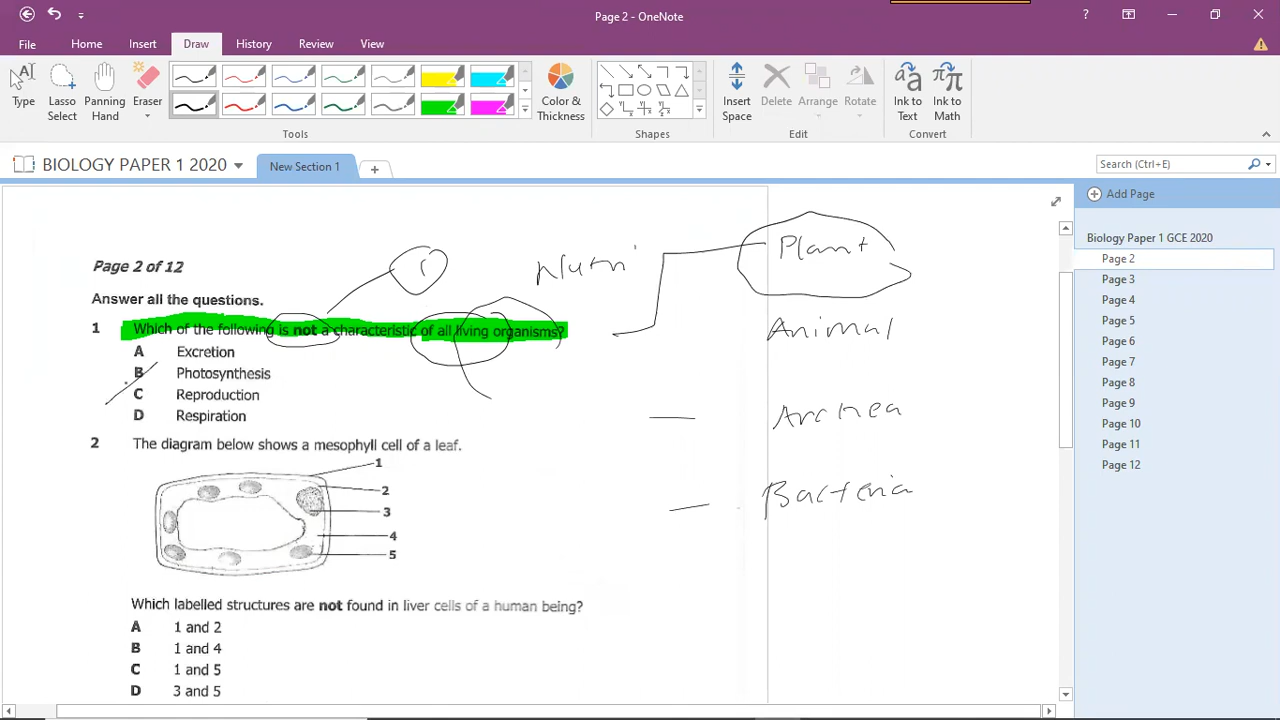 Page 2 - OneNote
File Home Insert Draw History Review View
Type
Lasso Select
Panning Hand
Eraser
Color & Thickness
Insert Space
Delete
Arrange
Rotate
Ink to Text
Ink to Math
Tools
Shapes
Edit
Convert
BIOLOGY PAPER 1 2020
New Section 1
Search (Ctrl+E)
Add Page
Biology Paper 1 GCE 2020
Page 2
Page 3
Page 4
Page 5
Page 6
Page 7
Page 8
Page 9
Page 10
Page 11
Page 12
Page 2 of 12
Answer all the questions.
1 Which of the following is not a characteristic of all living organisms?
A Excretion
B Photosynthesis
C Reproduction
D Respiration
2 The diagram below shows a mesophyll cell of a leaf.
1
2
3
4
5
Which labelled structures are not found in liver cells of a human being?
A 1 and 2
B 1 and 4
C 1 and 5
D 3 and 5
Nutri
Plant
Animal
Archea
Bacteria